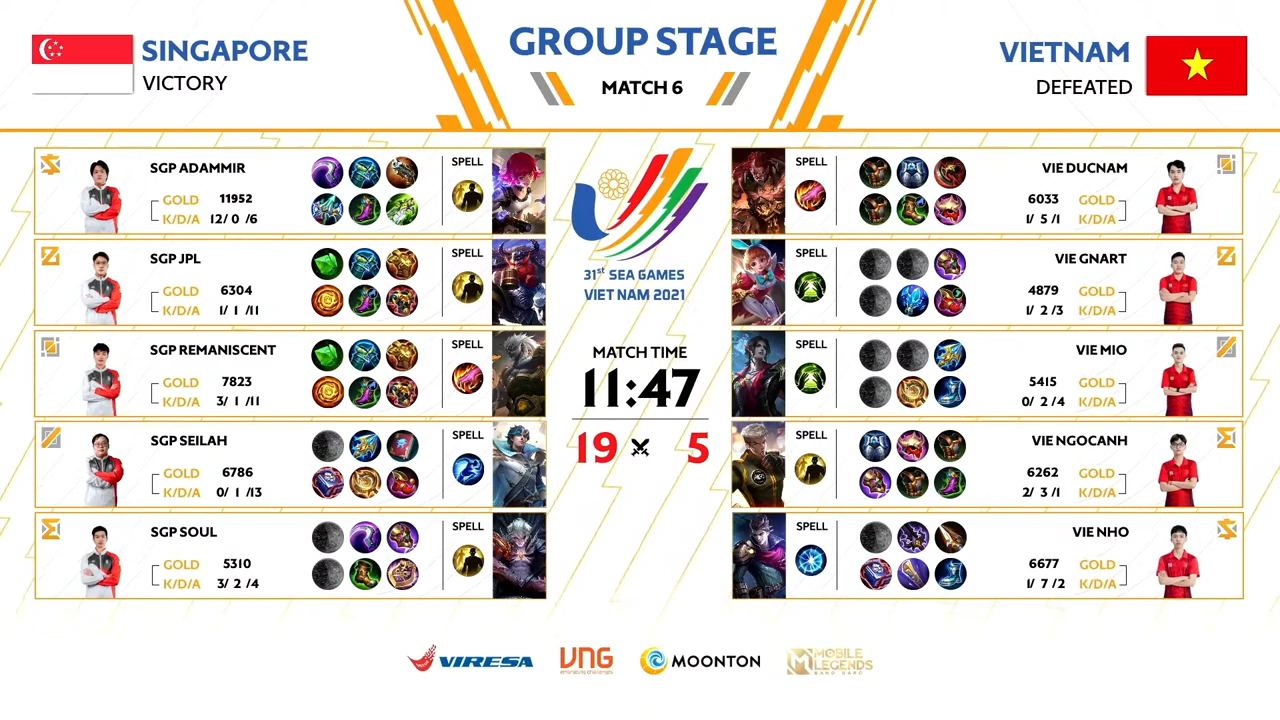 SINGAPORE
VICTORY
GROUP STAGE
MATCH 6
VIETNAM
DEFEATED
SGP ADAMMIR
GOLD 11952
K/D/A 12/ 0 /6
SPELL
SGP JPL
GOLD 6304
K/D/A 1/ 1 /11
SPELL
SGP REMANISCENT
GOLD 7823
K/D/A 3/ 1 /11
SPELL
SGP SEILAH
GOLD 6786
K/D/A 0/ 1 /13
SPELL
SGP SOUL
GOLD 5310
K/D/A 3/ 2 /4
SPELL
31st SEA GAMES
VIET NAM 2021
MATCH TIME
11:47
19 5
SPELL
VIE DUCNAM
6033 GOLD
1/ 5 /1 K/D/A
SPELL
VIE GNART
4879 GOLD
1/ 2 /3 K/D/A
SPELL
VIE MIO
5415 GOLD
0/ 2 /4 K/D/A
SPELL
VIE NGOCANH
6262 GOLD
2/ 3 /1 K/D/A
SPELL
VIE NHO
6677 GOLD
1/ 7 /2 K/D/A
VIRESA
VNG
embracing challenges
MOONTON
MOBILE
LEGENDS
BANG BANG